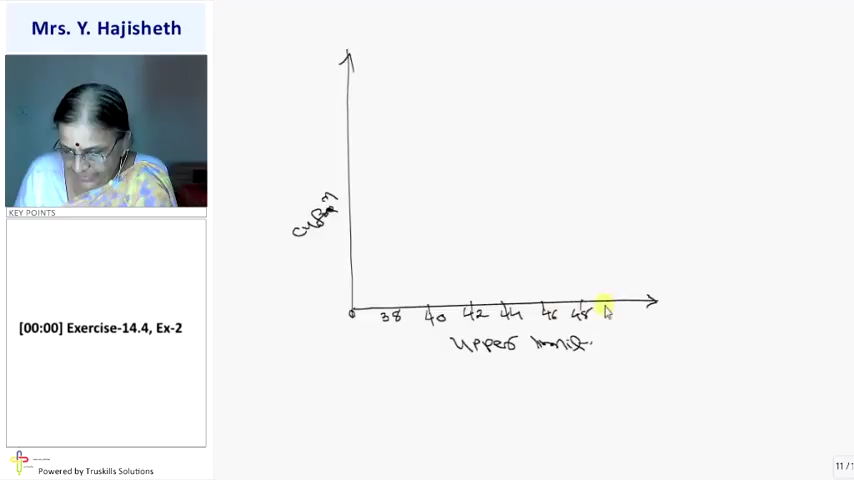 Mrs. Y. Hajisheth
KEY POINTS
[00:00] Exercise-14.4, Ex-2
0 38 40 42 44 46 48
Upper limit
Powered by Truskills Solutions
11/1